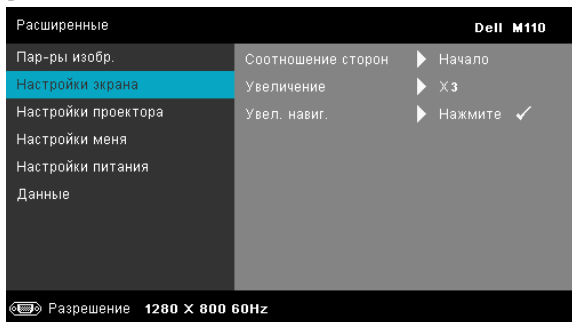 Расширенные Dell M110
Пар-ры изобр.
Настройки экрана
Настройки проектора
Настройки меня
Настройки питания
Данные
Соотношение сторон Начало
Увеличение X3
Увел. навиг. Нажмите
Разрешение 1280 X 800 60Hz